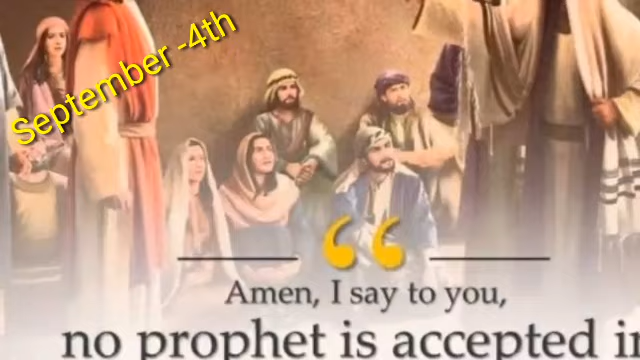 September -4th
“
Amen, I say to you,
no prophet is accepted i